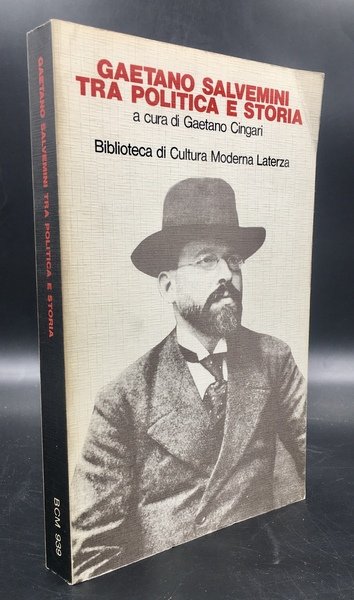 GAETANO SALVEMINI
TRA POLITICA E STORIA
a cura di Gaetano Cingari
Biblioteca di Cultura Moderna Laterza
GAETANO SALVEMINI TRA POLITICA E STORIA
BCM 939